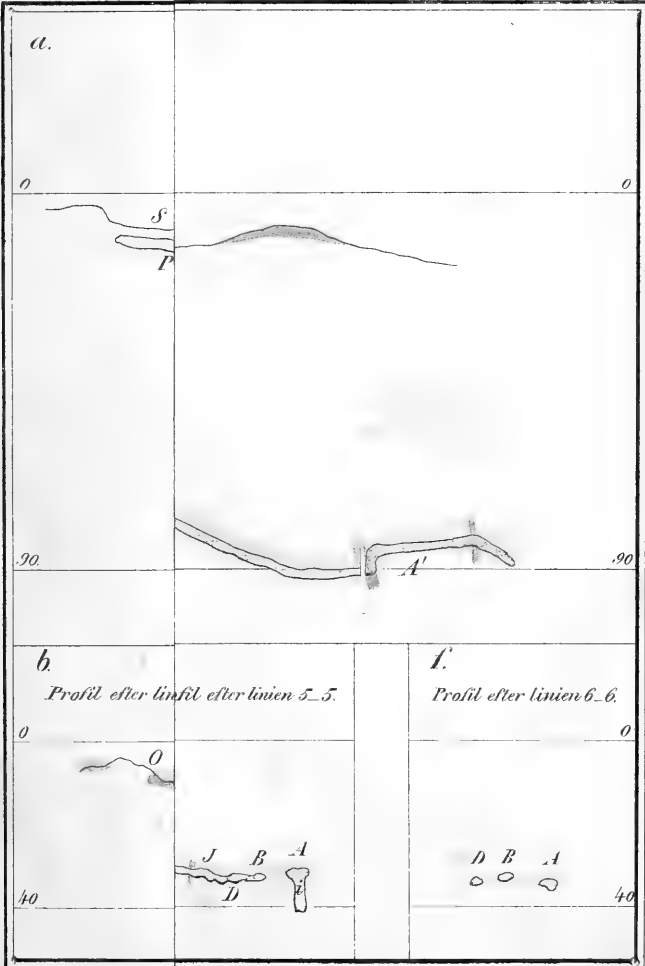 a.
0 0
S
P
90. 90
A'
b.
Profil efter linfil efter linien 5_5.
0
O
J B A
D i
40
f.
Profil efter linien 6_6.
0
D B A
40